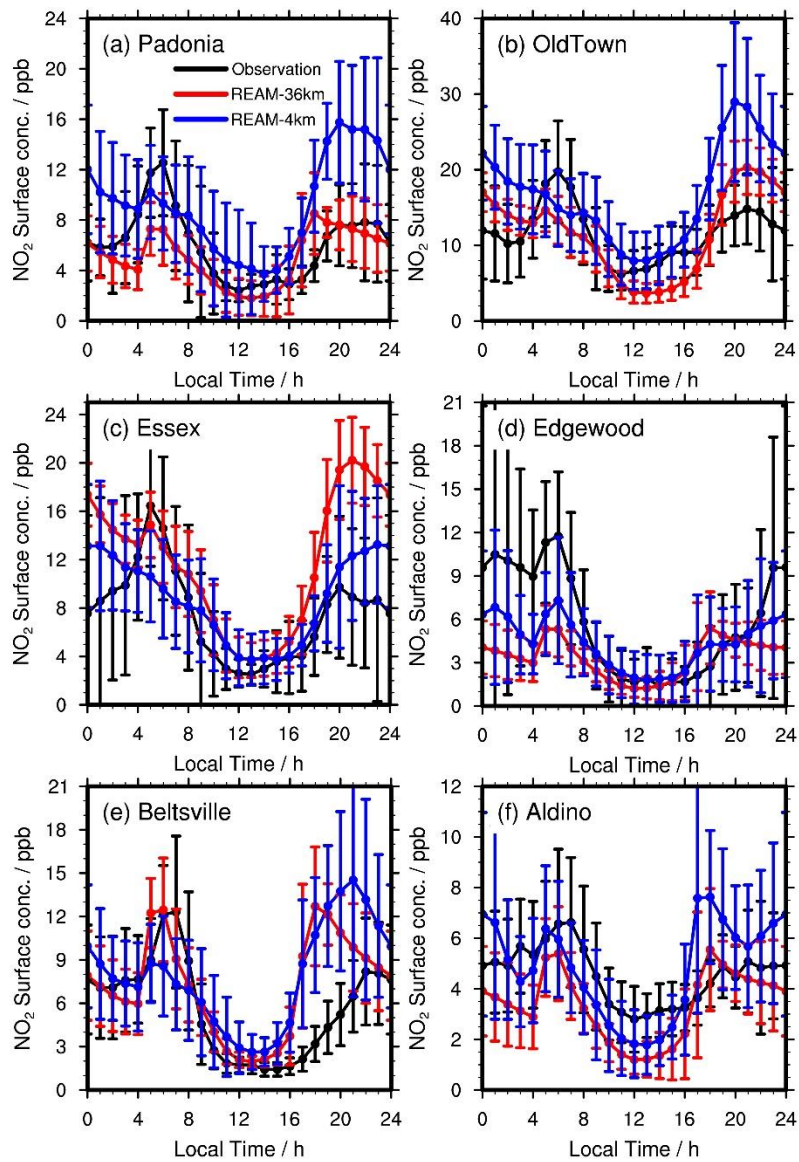 (a) Padonia
Observation
REAM-36km
REAM-4km
NO₂ Surface conc. / ppb
24
20
16
12
8
4
0
0 4 8 12 16 20 24
Local Time / h
(b) OldTown
NO₂ Surface conc. / ppb
40
30
20
10
0
0 4 8 12 16 20 24
Local Time / h
(c) Essex
NO₂ Surface conc. / ppb
24
20
16
12
8
4
0
0 4 8 12 16 20 24
Local Time / h
(d) Edgewood
NO₂ Surface conc. / ppb
21
18
15
12
9
6
3
0
0 4 8 12 16 20 24
Local Time / h
(e) Beltsville
NO₂ Surface conc. / ppb
21
18
15
12
9
6
3
0
0 4 8 12 16 20 24
Local Time / h
(f) Aldino
NO₂ Surface conc. / ppb
12
10
8
6
4
2
0
0 4 8 12 16 20 24
Local Time / h